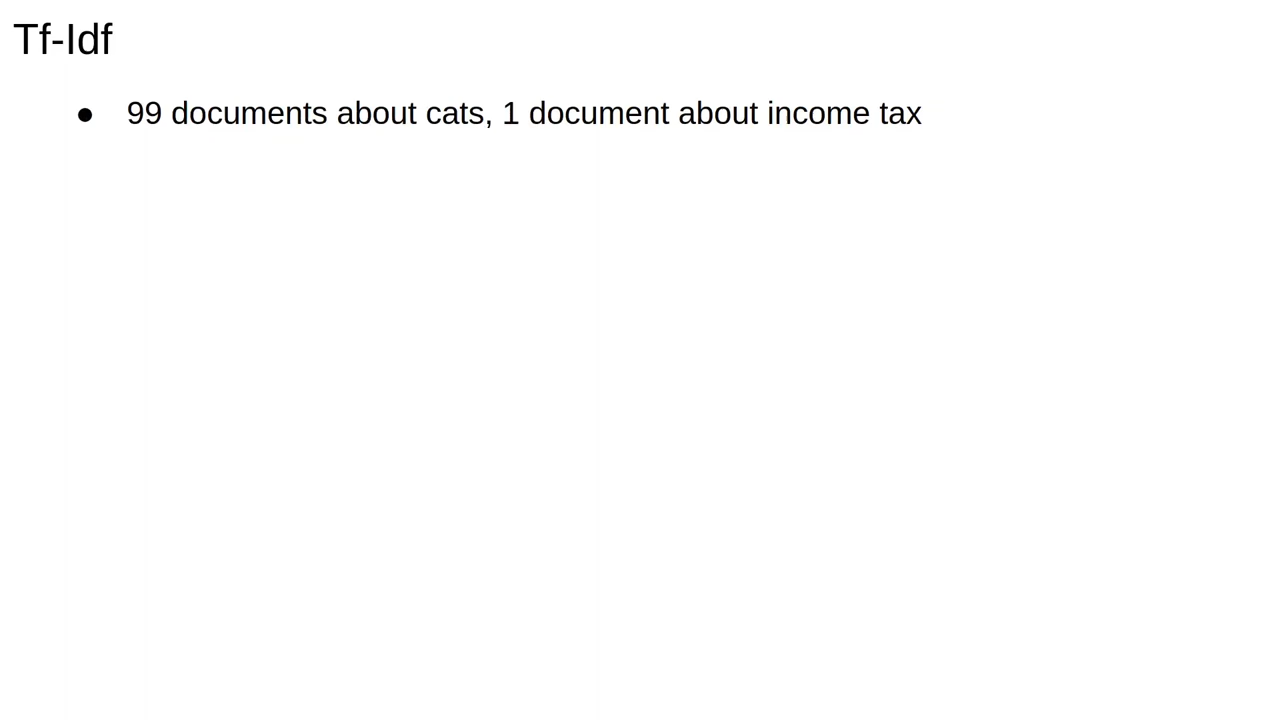 Tf-Idf
● 99 documents about cats, 1 document about income tax